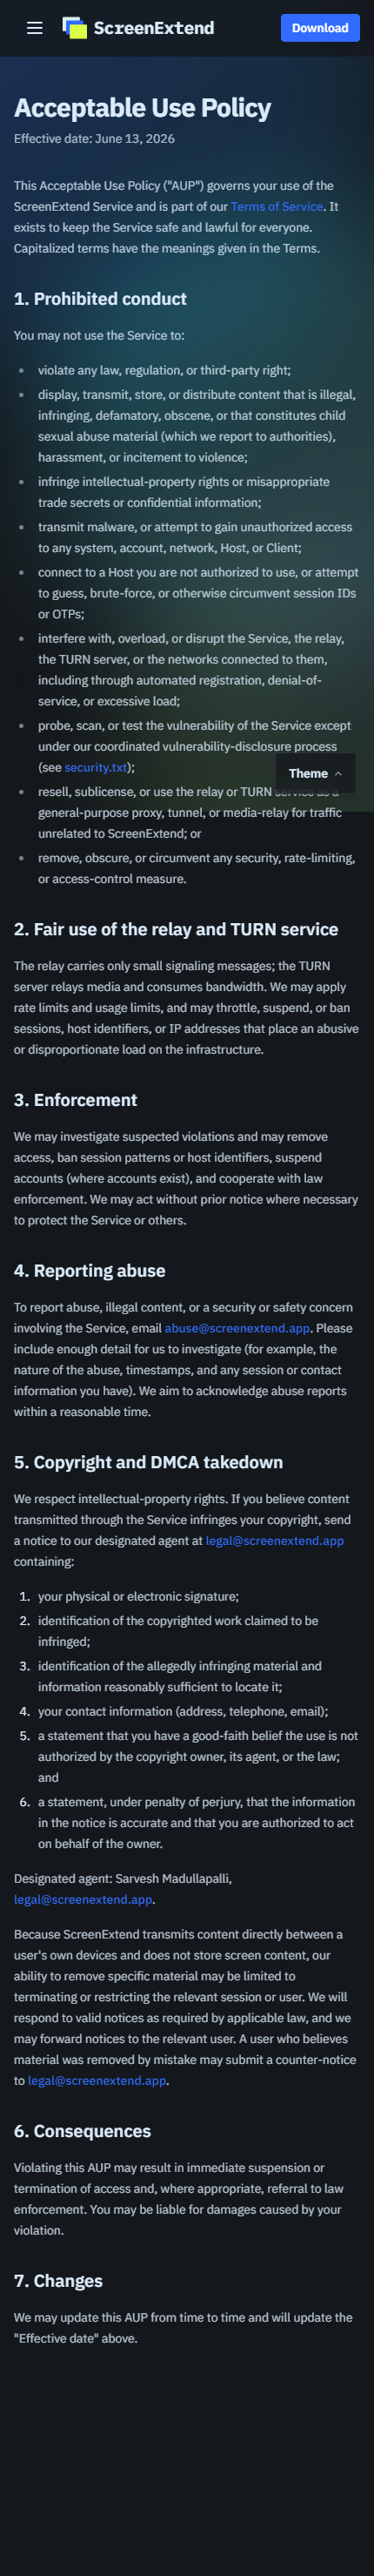 ScreenExtend
Download
Acceptable Use Policy
Effective date: June 13, 2026
This Acceptable Use Policy ("AUP") governs your use of the
ScreenExtend Service and is part of our Terms of Service. It
exists to keep the Service safe and lawful for everyone.
Capitalized terms have the meanings given in the Terms.
1. Prohibited conduct
You may not use the Service to:
• violate any law, regulation, or third-party right;
• display, transmit, store, or distribute content that is illegal,
infringing, defamatory, obscene, or that constitutes child
sexual abuse material (which we report to authorities),
harassment, or incitement to violence;
• infringe intellectual-property rights or misappropriate
trade secrets or confidential information;
• transmit malware, or attempt to gain unauthorized access
to any system, account, network, Host, or Client;
• connect to a Host you are not authorized to use, or attempt
to guess, brute-force, or otherwise circumvent session IDs
or OTPs;
• interfere with, overload, or disrupt the Service, the relay,
the TURN server, or the networks connected to them,
including through automated registration, denial-of-
service, or excessive load;
• probe, scan, or test the vulnerability of the Service except
under our coordinated vulnerability-disclosure process
(see security.txt);
Theme
• resell, sublicense, or use the relay or TURN service as a
general-purpose proxy, tunnel, or media-relay for traffic
unrelated to ScreenExtend; or
• remove, obscure, or circumvent any security, rate-limiting,
or access-control measure.
2. Fair use of the relay and TURN service
The relay carries only small signaling messages; the TURN
server relays media and consumes bandwidth. We may apply
rate limits and usage limits, and may throttle, suspend, or ban
sessions, host identifiers, or IP addresses that place an abusive
or disproportionate load on the infrastructure.
3. Enforcement
We may investigate suspected violations and may remove
access, ban session patterns or host identifiers, suspend
accounts (where accounts exist), and cooperate with law
enforcement. We may act without prior notice where necessary
to protect the Service or others.
4. Reporting abuse
To report abuse, illegal content, or a security or safety concern
involving the Service, email abuse@screenextend.app. Please
include enough detail for us to investigate (for example, the
nature of the abuse, timestamps, and any session or contact
information you have). We aim to acknowledge abuse reports
within a reasonable time.
5. Copyright and DMCA takedown
We respect intellectual-property rights. If you believe content
transmitted through the Service infringes your copyright, send
a notice to our designated agent at legal@screenextend.app
containing:
1. your physical or electronic signature;
2. identification of the copyrighted work claimed to be
infringed;
3. identification of the allegedly infringing material and
information reasonably sufficient to locate it;
4. your contact information (address, telephone, email);
5. a statement that you have a good-faith belief the use is not
authorized by the copyright owner, its agent, or the law;
and
6. a statement, under penalty of perjury, that the information
in the notice is accurate and that you are authorized to act
on behalf of the owner.
Designated agent: Sarvesh Madullapalli,
legal@screenextend.app.
Because ScreenExtend transmits content directly between a
user's own devices and does not store screen content, our
ability to remove specific material may be limited to
terminating or restricting the relevant session or user. We will
respond to valid notices as required by applicable law, and we
may forward notices to the relevant user. A user who believes
material was removed by mistake may submit a counter-notice
to legal@screenextend.app.
6. Consequences
Violating this AUP may result in immediate suspension or
termination of access and, where appropriate, referral to law
enforcement. You may be liable for damages caused by your
violation.
7. Changes
We may update this AUP from time to time and will update the
"Effective date" above.